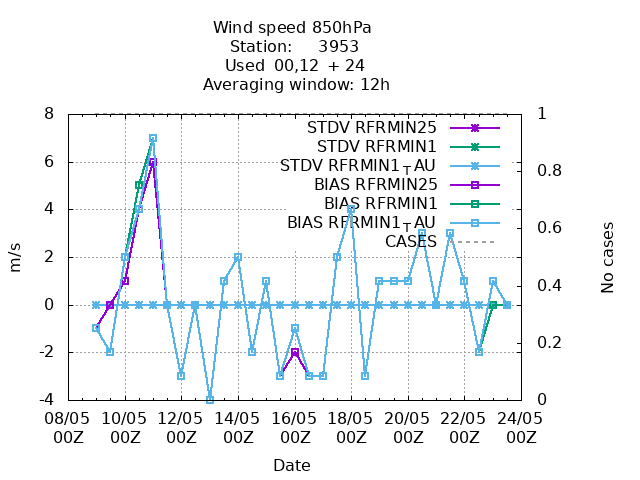 Wind speed 850hPa
Station: 3953
Used 00,12 + 24
Averaging window: 12h
8
6
4
2
0
-2
-4
m/s
1
0.8
0.6
0.4
0.2
0
No cases
STDV RFRMIN25
STDV RFRMIN1
STDV RFRMIN1TAU
BIAS RFRMIN25
BIAS RFRMIN1
BIAS RFRMIN1TAU
CASES
08/05 10/05 12/05 14/05 16/05 18/05 20/05 22/05 24/05
00Z 00Z 00Z 00Z 00Z 00Z 00Z 00Z 00Z
Date